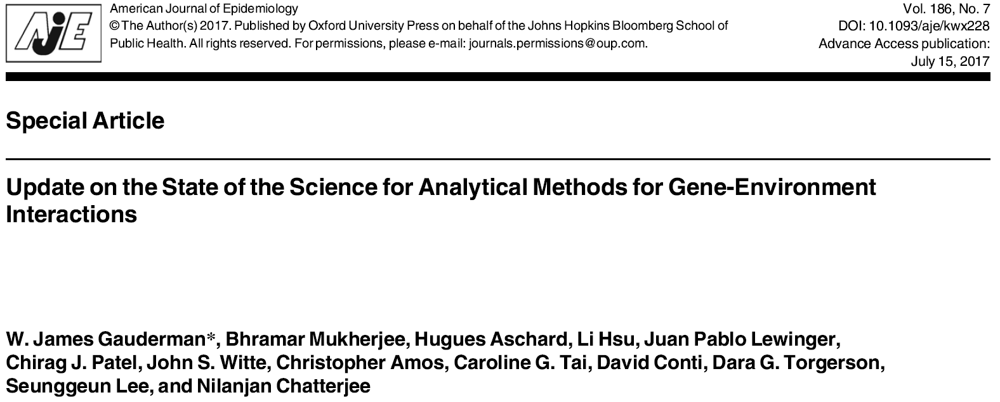 AJE
American Journal of Epidemiology
© The Author(s) 2017. Published by Oxford University Press on behalf of the Johns Hopkins Bloomberg School of
Public Health. All rights reserved. For permissions, please e-mail: journals.permissions@oup.com.
Vol. 186, No. 7
DOI: 10.1093/aje/kwx228
Advance Access publication:
July 15, 2017
Special Article
Update on the State of the Science for Analytical Methods for Gene-Environment
Interactions
W. James Gauderman*, Bhramar Mukherjee, Hugues Aschard, Li Hsu, Juan Pablo Lewinger,
Chirag J. Patel, John S. Witte, Christopher Amos, Caroline G. Tai, David Conti, Dara G. Torgerson,
Seunggeun Lee, and Nilanjan Chatterjee